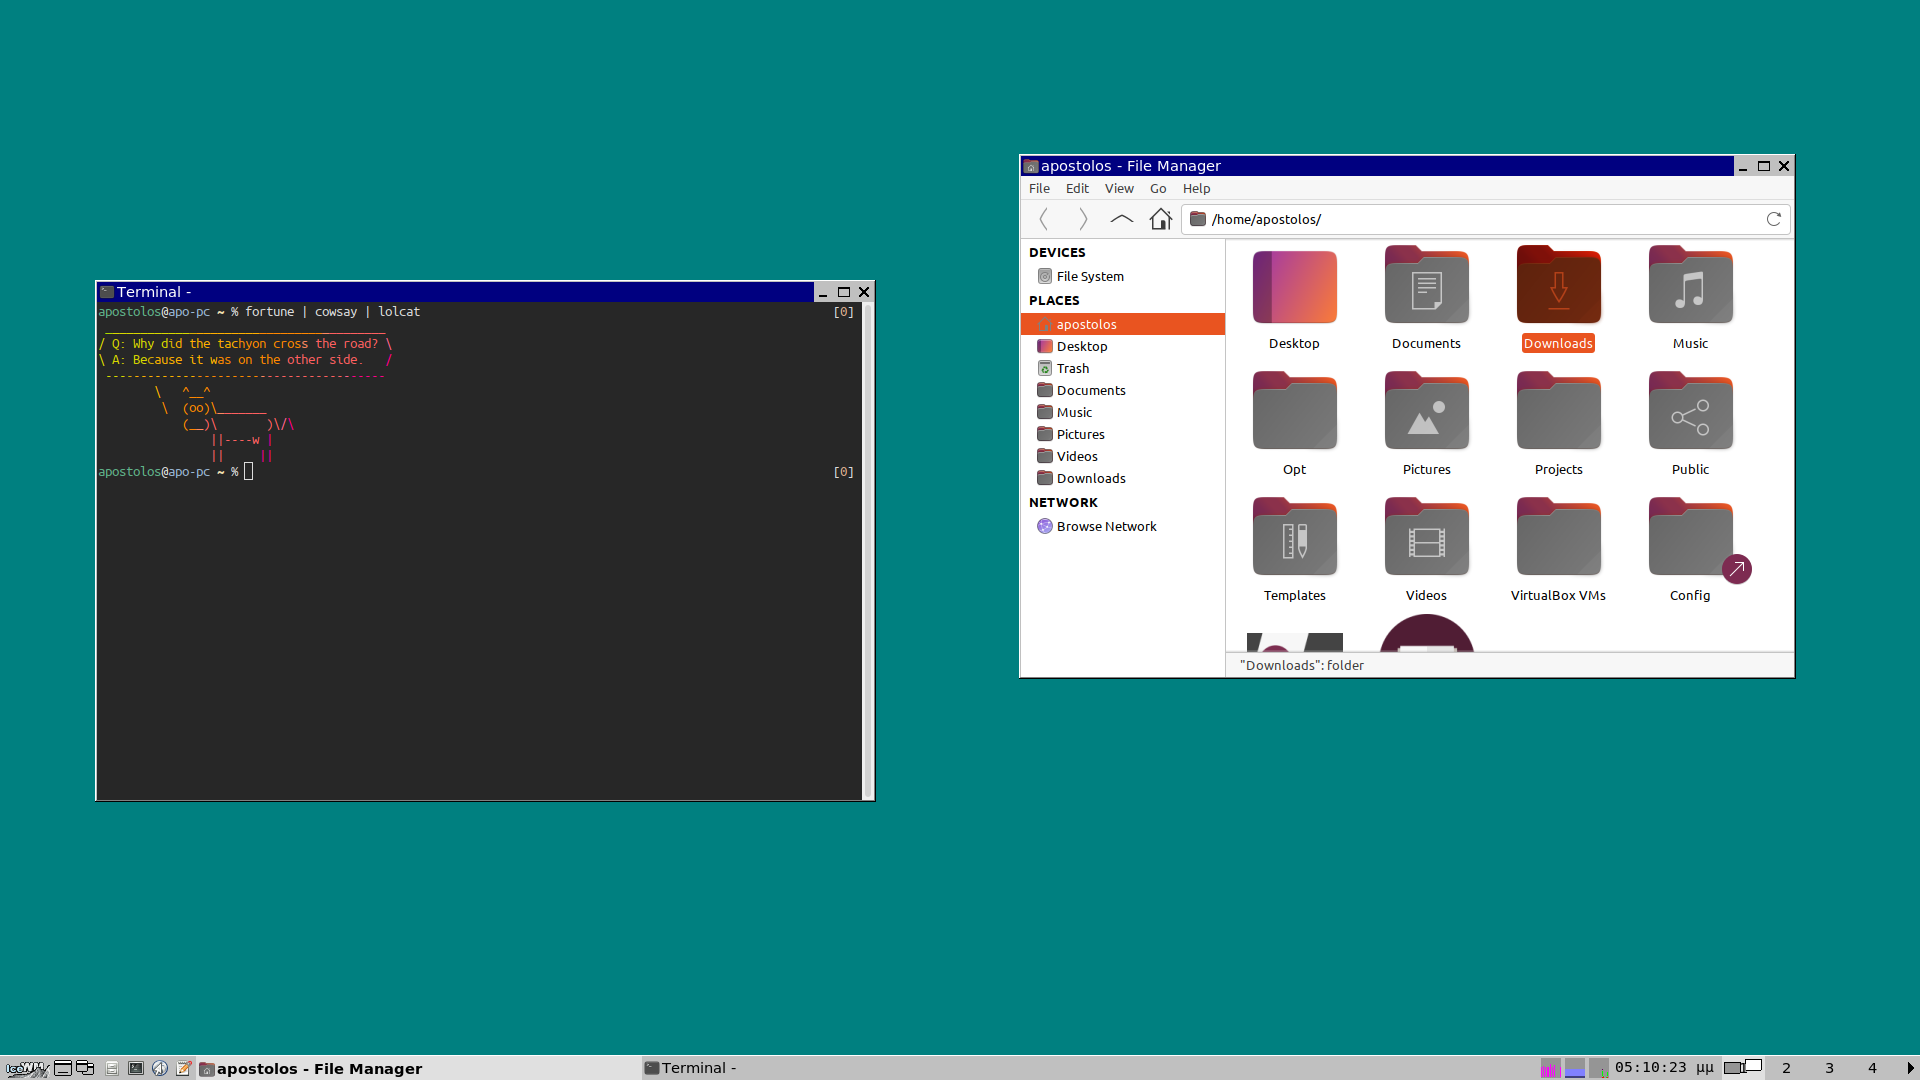 Terminal -
apostolos@apo-pc ~ % fortune | cowsay | lolcat [0]
 ________________________________________
/ Q: Why did the tachyon cross the road? \
\ A: Because it was on the other side.   /
 ----------------------------------------
        \   ^__^
         \  (oo)\_______
            (__)\       )\/\
                ||----w |
                ||     ||
apostolos@apo-pc ~ % [0]
apostolos - File Manager
File Edit View Go Help
/home/apostolos/
DEVICES
File System
PLACES
apostolos
Desktop
Trash
Documents
Music
Pictures
Videos
Downloads
NETWORK
Browse Network
Desktop Documents Downloads Music
Opt Pictures Projects Public
Templates Videos VirtualBox VMs Config
"Downloads": folder
IceWM apostolos - File Manager Terminal - 05:10:23 μμ 2 3 4